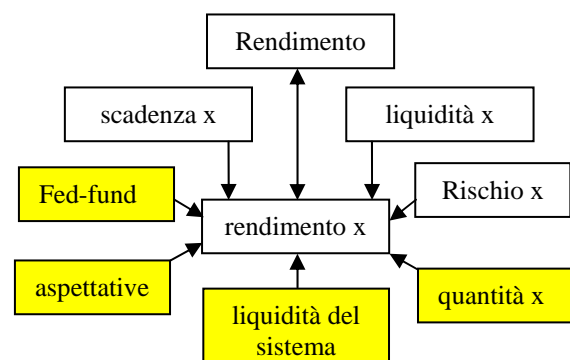 Rendimento
scadenza x
liquidità x
Fed-fund
Rischio x
rendimento x
aspettative
liquidità del
sistema
quantità x